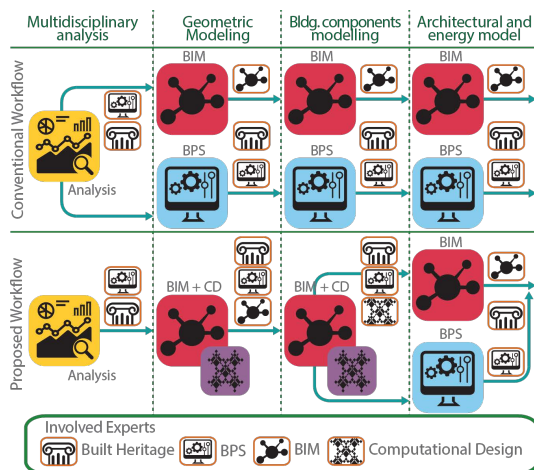 Multidisciplinary
analysis
Geometric
Modeling
Bldg. components
modelling
Architectural and
energy model
Conventional Workflow
BIM
BIM
BIM
Analysis
BPS
BPS
BPS
Proposed Workflow
BIM + CD
BIM + CD
BIM
Analysis
BPS
Involved Experts
Built Heritage
BPS
BIM
Computational Design